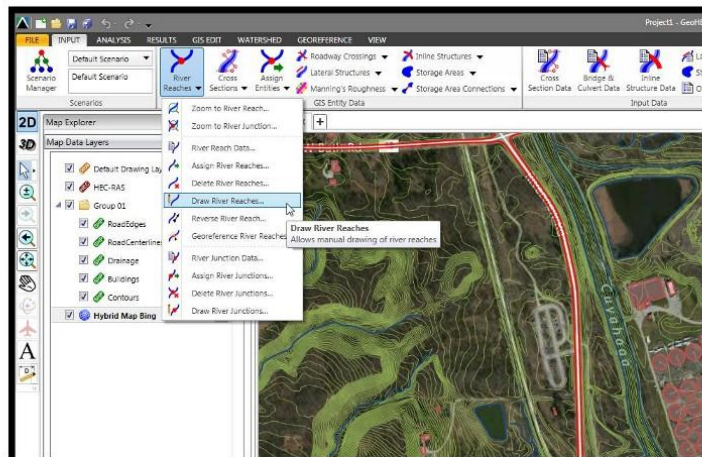 Project1 - GeoHE
FILE INPUT ANALYSIS RESULTS GIS EDIT WATERSHED GEOREFERENCE VIEW
Scenario Manager
Default Scenario
Default Scenario
Scenarios
River Reaches
Cross Sections
Assign Entities
Roadway Crossings
Lateral Structures
Manning's Roughness
Inline Structures
Storage Areas
Storage Area Connections
GIS Entity Data
Cross Section Data
Bridge & Culvert Data
Inline Structure Data
La
S
O
Input Data
2D
3D
Map Explorer
Map Data Layers
Default Drawing Lay
HEC-RAS
Group 01
RoadEdges
RoadCenterline
Drainage
Buildings
Contours
Hybrid Map Bing
Zoom to River Reach...
Zoom to River Junction...
River Reach Data...
Assign River Reaches...
Delete River Reaches...
Draw River Reaches...
Reverse River Reach...
Georeference River Reaches
River Junction Data...
Assign River Junctions...
Delete River Junctions...
Draw River Junctions...
Draw River Reaches
Allows manual drawing of river reaches
A